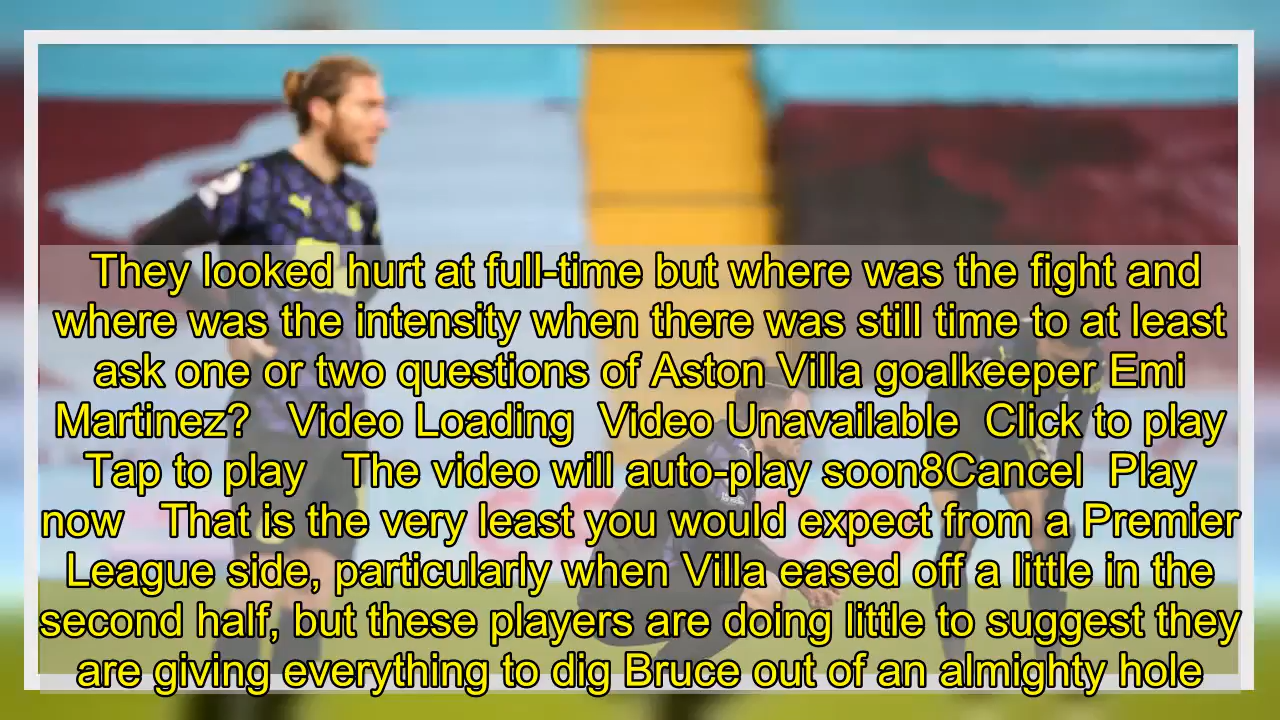 They looked hurt at full-time but where was the fight and
where was the intensity when there was still time to at least
ask one or two questions of Aston Villa goalkeeper Emi
Martinez?   Video Loading  Video Unavailable  Click to play
Tap to play   The video will auto-play soon8Cancel  Play
now   That is the very least you would expect from a Premier
League side, particularly when Villa eased off a little in the
second half, but these players are doing little to suggest they
are giving everything to dig Bruce out of an almighty hole